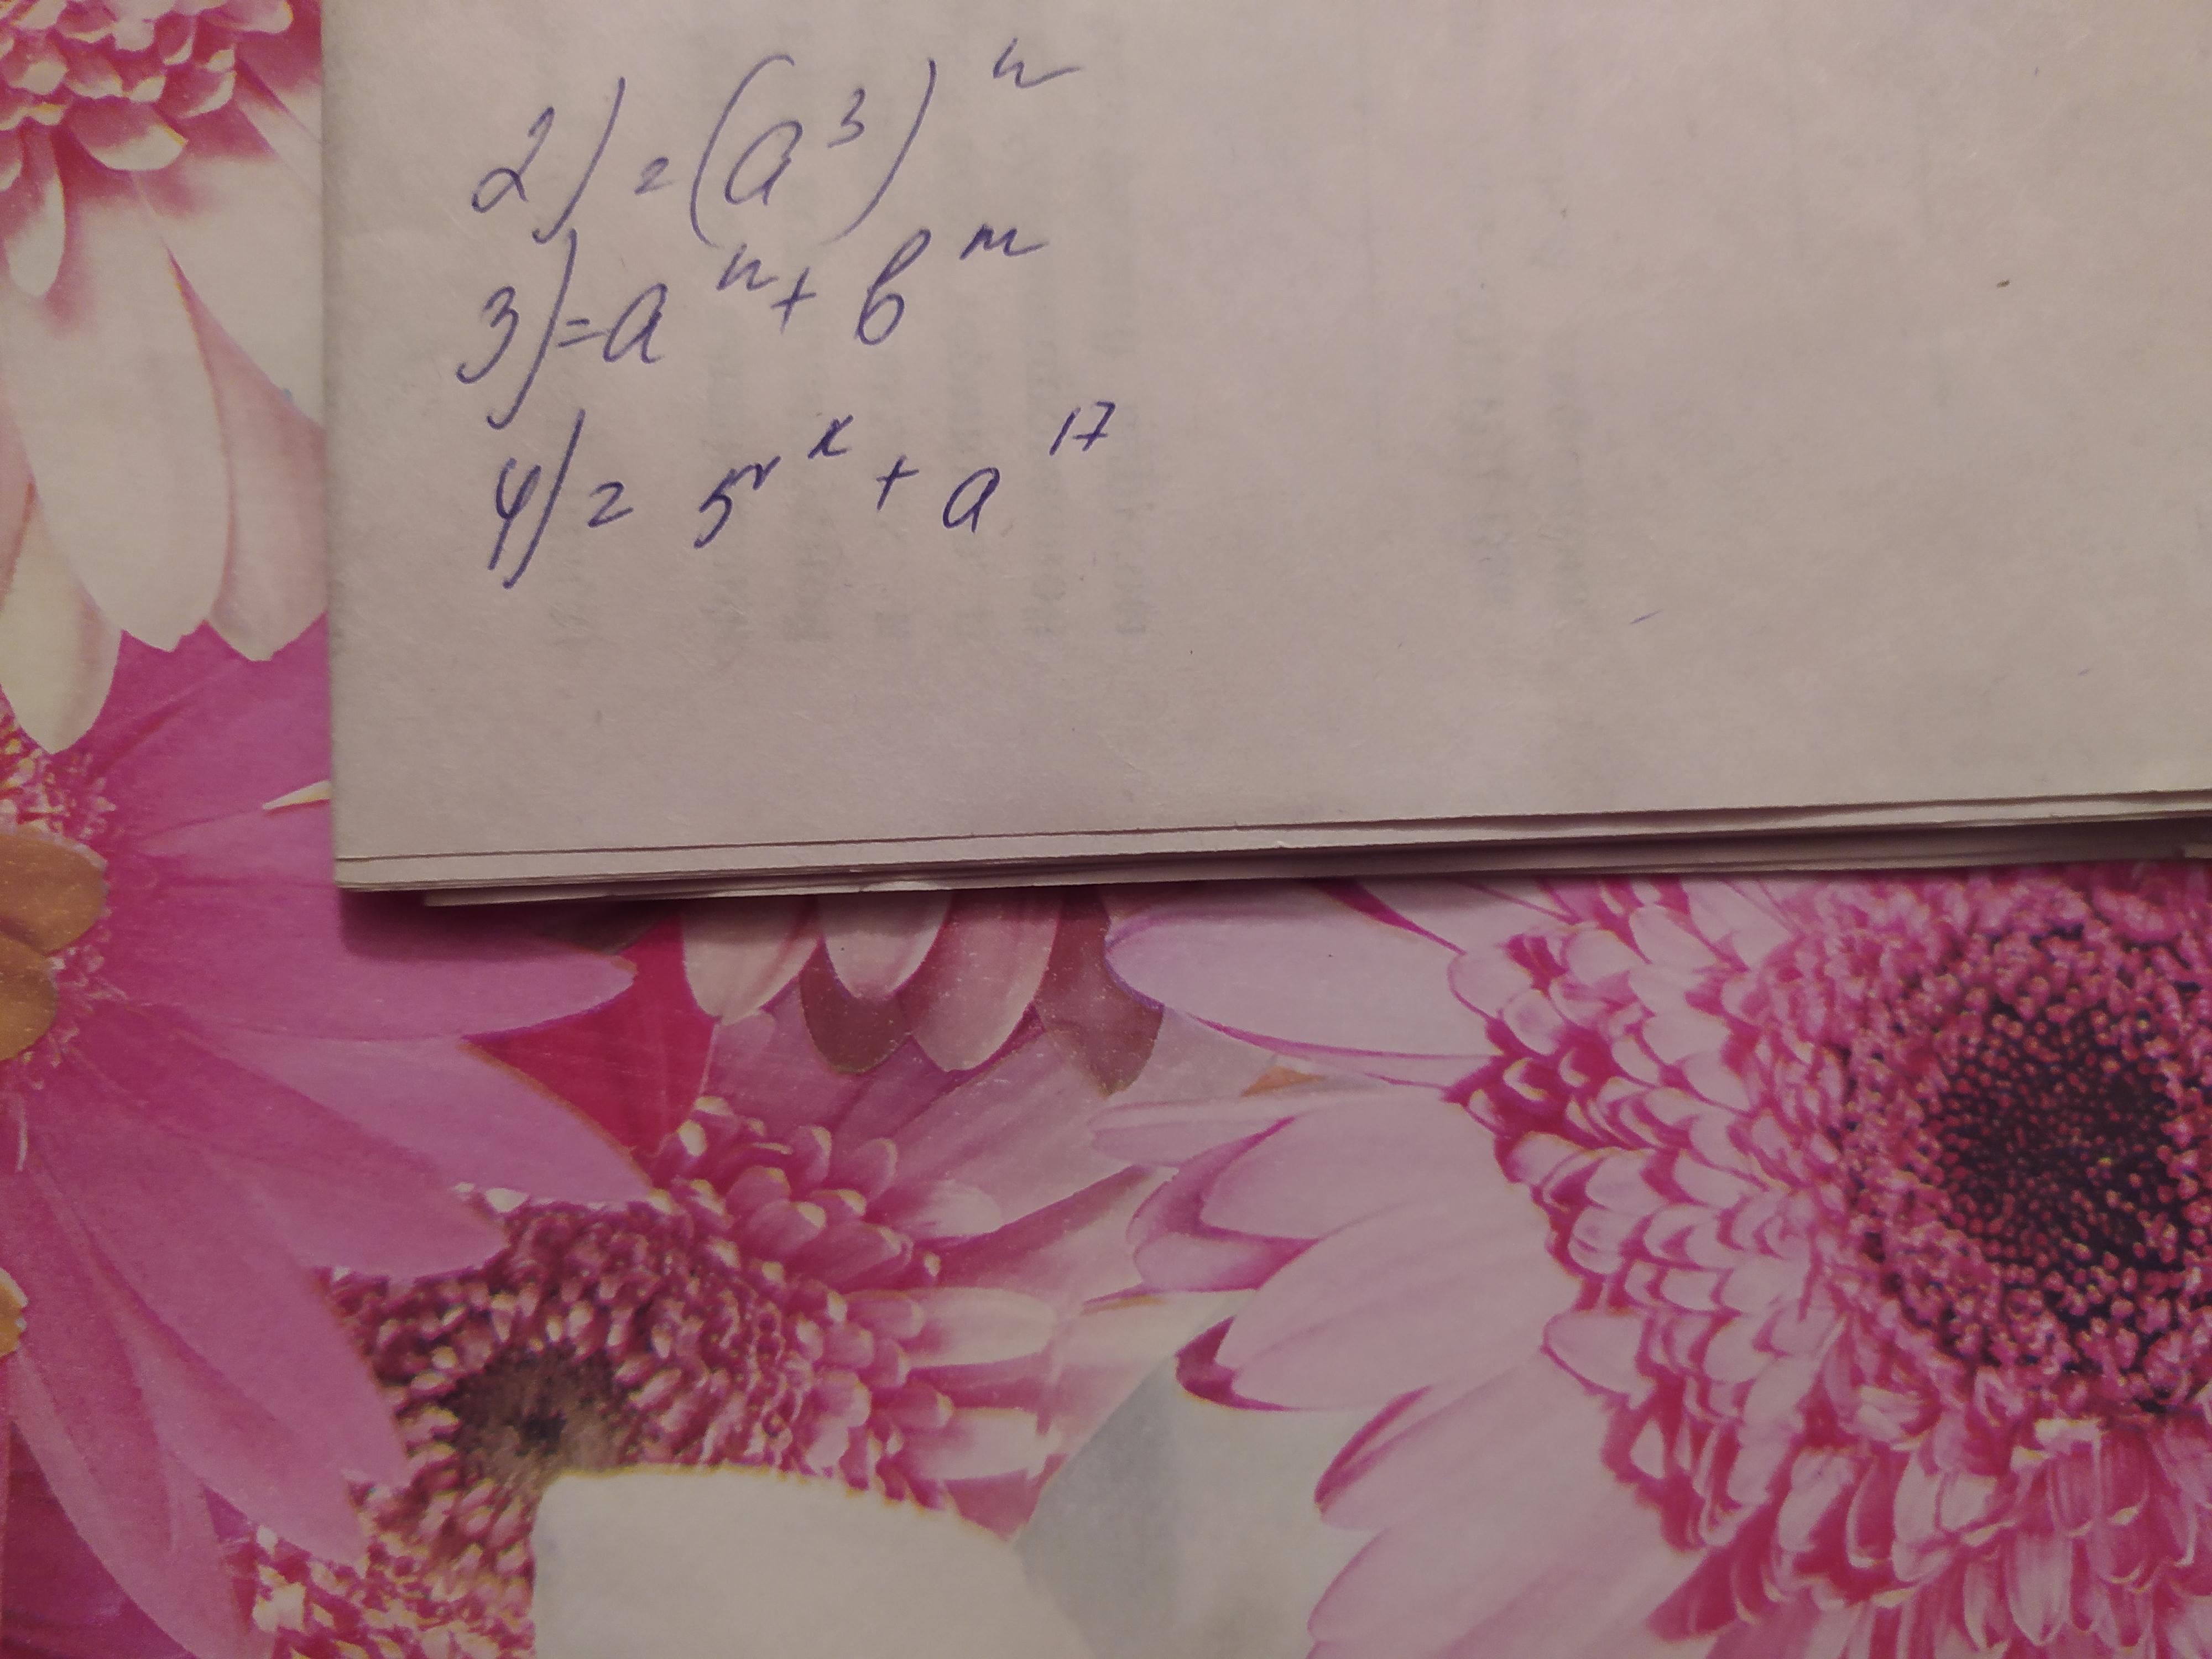 2) = (a³)ⁿ
3) = aⁿ + bᵐ
4) = 5ˣ + a¹⁷